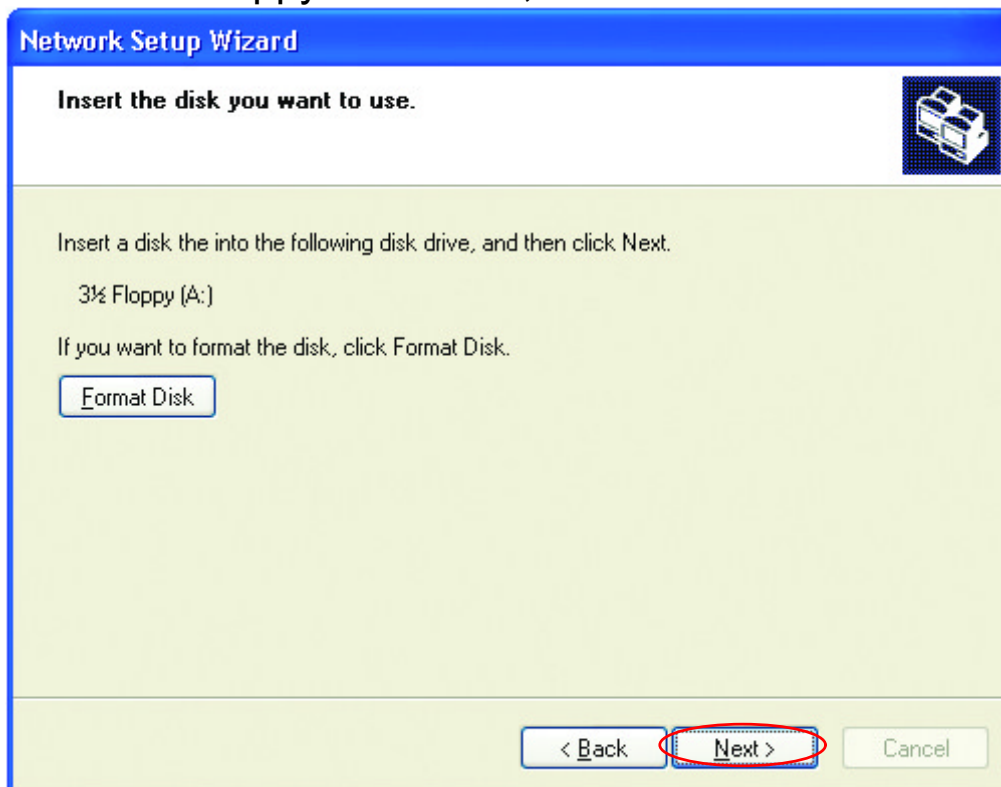 Network Setup Wizard
Insert the disk you want to use.
Insert a disk the into the following disk drive, and then click Next.
3½ Floppy (A:)
If you want to format the disk, click Format Disk.
Format Disk
< Back Next > Cancel